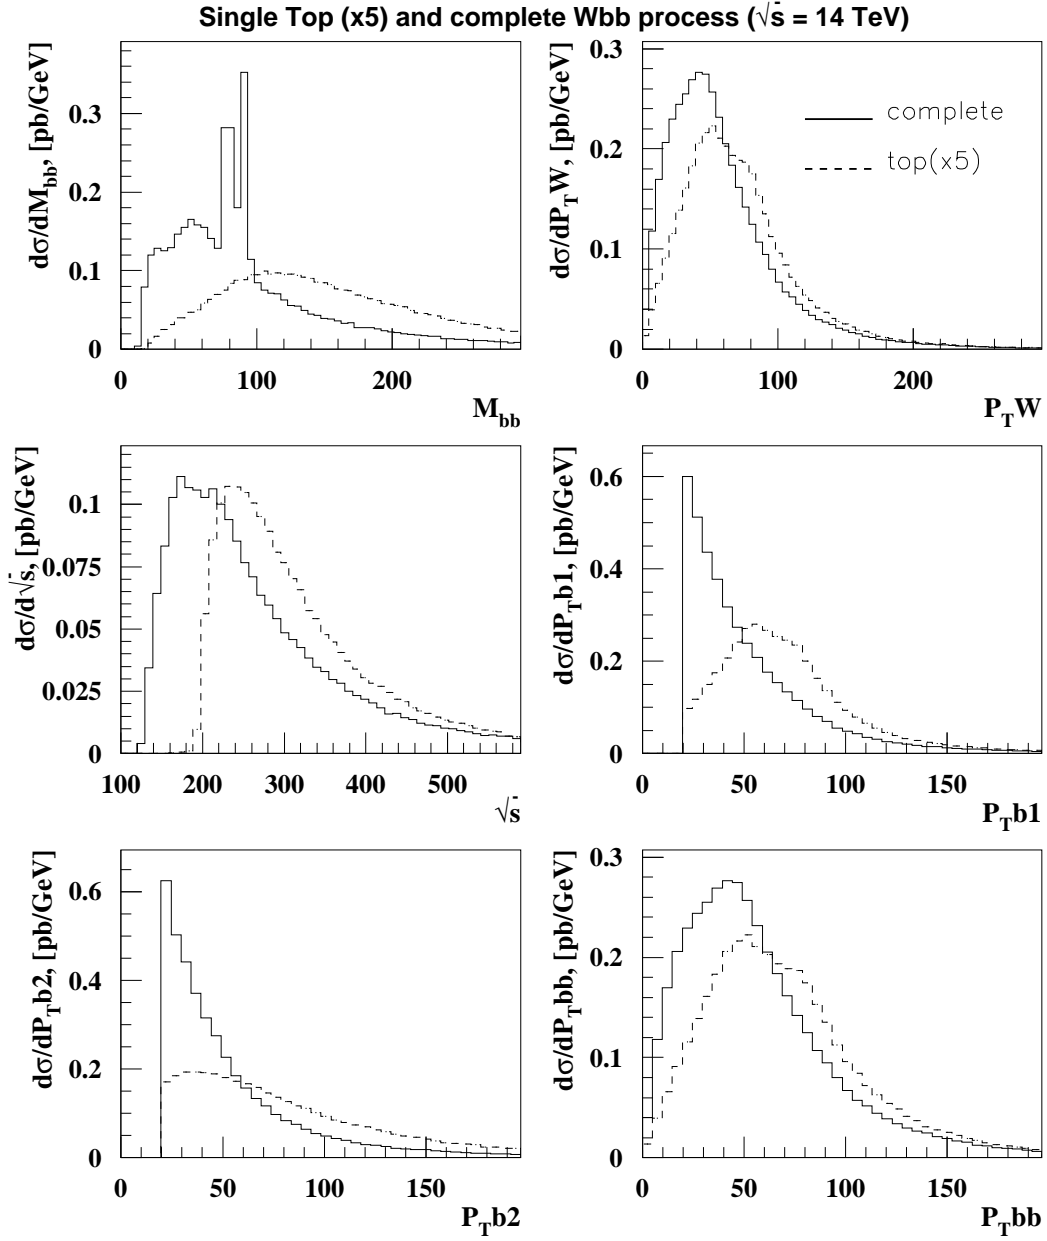 Single Top (x5) and complete Wbb process (√s̄ = 14 TeV)
dσ/dM_bb, [pb/GeV]
0.3
0.2
0.1
0
0 100 200
M_bb
dσ/dP_TW, [pb/GeV]
0.3
0.2
0.1
0
complete
top(x5)
0 100 200
P_TW
dσ/d√s̄, [pb/GeV]
0.1
0.075
0.05
0.025
0
100 200 300 400 500
√s̄
dσ/dP_Tb1, [pb/GeV]
0.6
0.4
0.2
0
0 50 100 150
P_Tb1
dσ/dP_Tb2, [pb/GeV]
0.6
0.4
0.2
0
0 50 100 150
P_Tb2
dσ/dP_Tbb, [pb/GeV]
0.3
0.2
0.1
0
0 50 100 150
P_Tbb